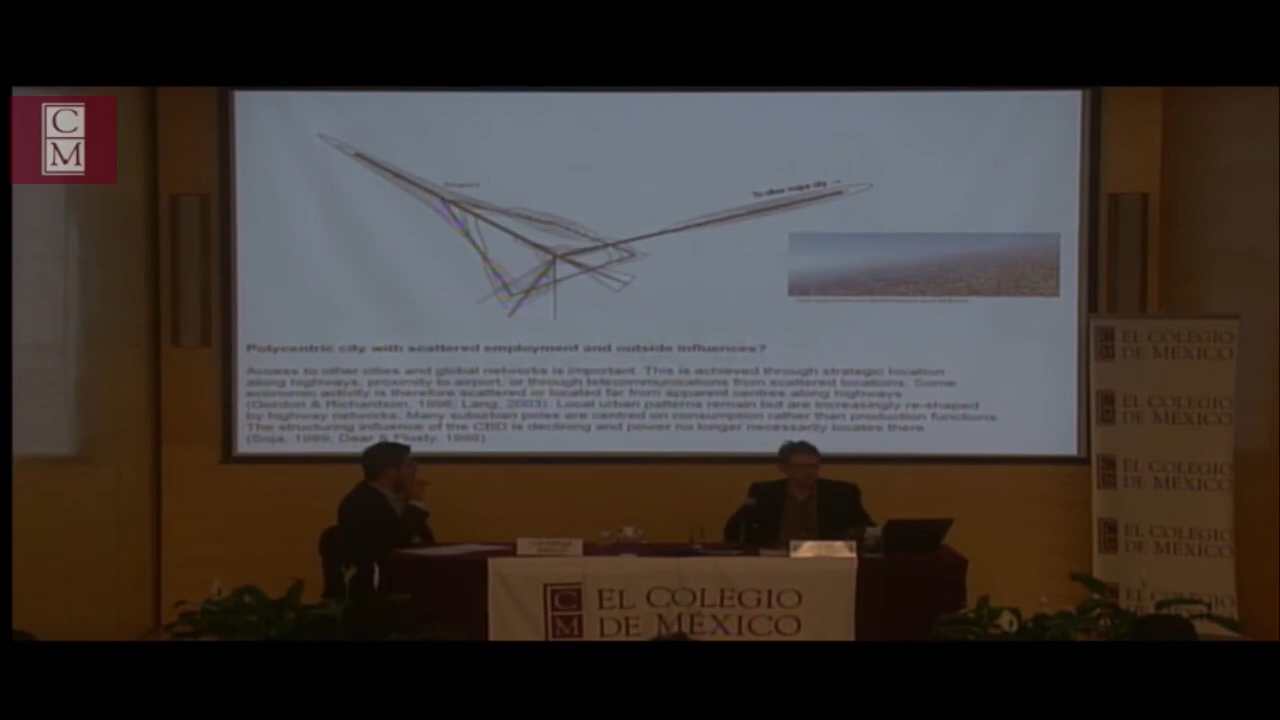 C
M
To other major city →
Polycentric city with scattered employment and outside influences?
Access to other cities and global networks is important. This is achieved through strategic location
along highways, proximity to airport, or through telecommunications from scattered locations. Some
economic activity is therefore scattered or located far from apparent centres along highways
(Gordon & Richardson, 1996; Lang, 2003). Local urban patterns remain but are increasingly re-shaped
by highway networks. Many suburban poles are centred on consumption rather than production functions.
The structuring influence of the CBD is declining and power no longer necessarily locates there
(Soja, 1989; Dear & Flusty, 1998).
EL COLEGIO
DE MÉXICO
EL COLEGIO
DE MÉXICO
EL COLEGIO
DE MÉXICO
EL COLEGIO
DE MÉXICO
C
M
EL COLEGIO
DE MÉXICO